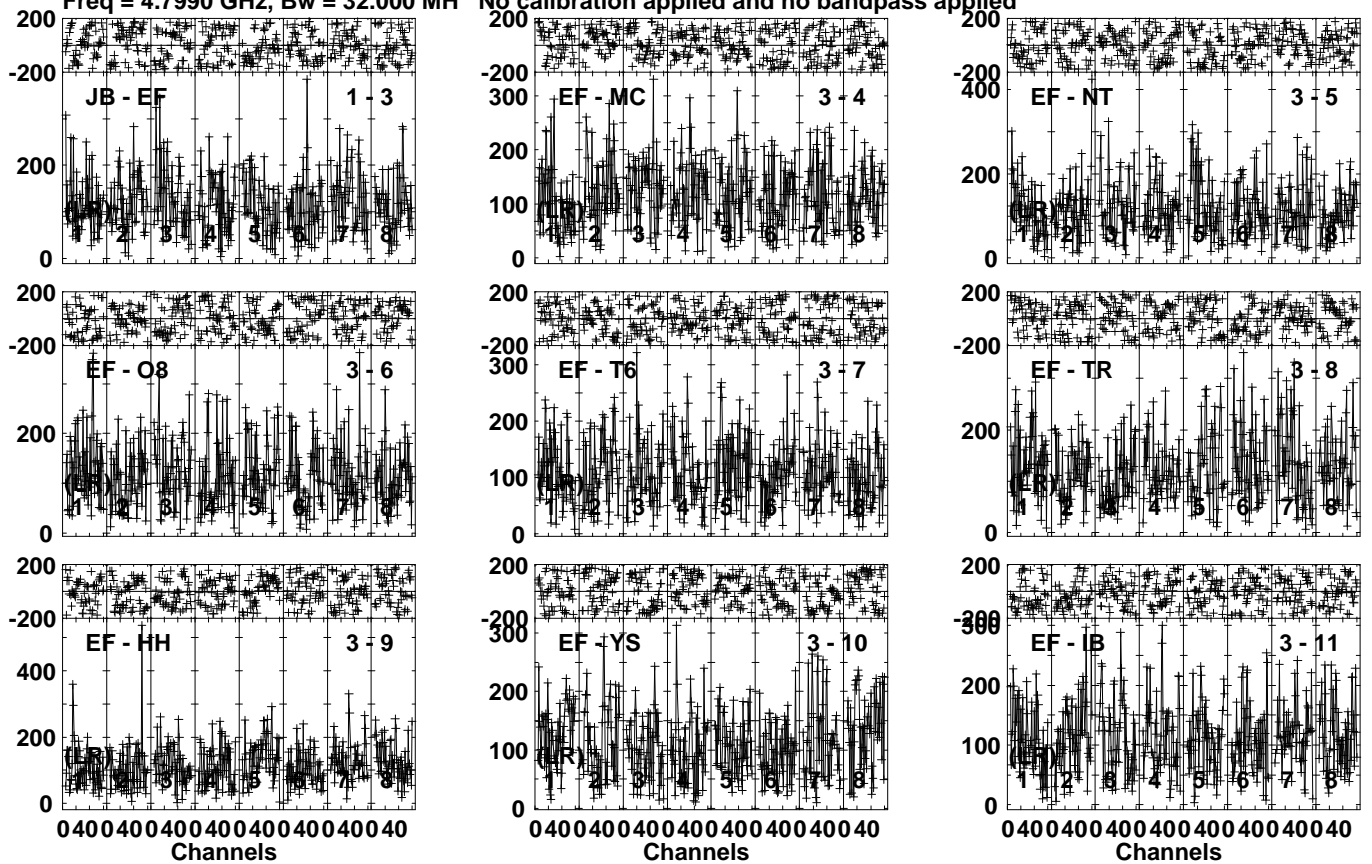 Freq = 4.7990 GHz, Bw = 32.000 MH No calibration applied and no bandpass applied
200 200 200
-200 -200 -200
JB - EF 1 - 3 EF - MC 3 - 4 EF - NT 3 - 5
400
300
200 200 200
100
(LR) (LR) (LR)
1 2 3 4 5 6 7 8 1 2 3 4 5 6 7 8 1 2 3 4 5 6 7 8
0 0 0
200 200 200
-200 -200 -200
EF - O8 3 - 6 EF - T6 3 - 7 EF - TR 3 - 8
300
200 200 200
100
(LR) (LR) (LR)
1 2 3 4 5 6 7 8 1 2 3 4 5 6 7 8 1 2 3 4 5 6 7 8
0 0 0
200 200 200
-200 -200 -200
EF - HH 3 - 9 EF - YS 3 - 10 EF - IB 3 - 11
300 300
400
200 200 200
100 100
(LR) (LR) (LR)
1 2 3 4 5 6 7 8 1 2 3 4 5 6 7 8 1 2 3 4 5 6 7 8
0 0 0
0 40 0 40 0 40 0 40 0 40 0 40 0 40 0 40 0 40 0 40 0 40 0 40 0 40 0 40 0 40 0 40 0 40 0 40 0 40 0 40 0 40 0 40 0 40 0 40
Channels Channels Channels